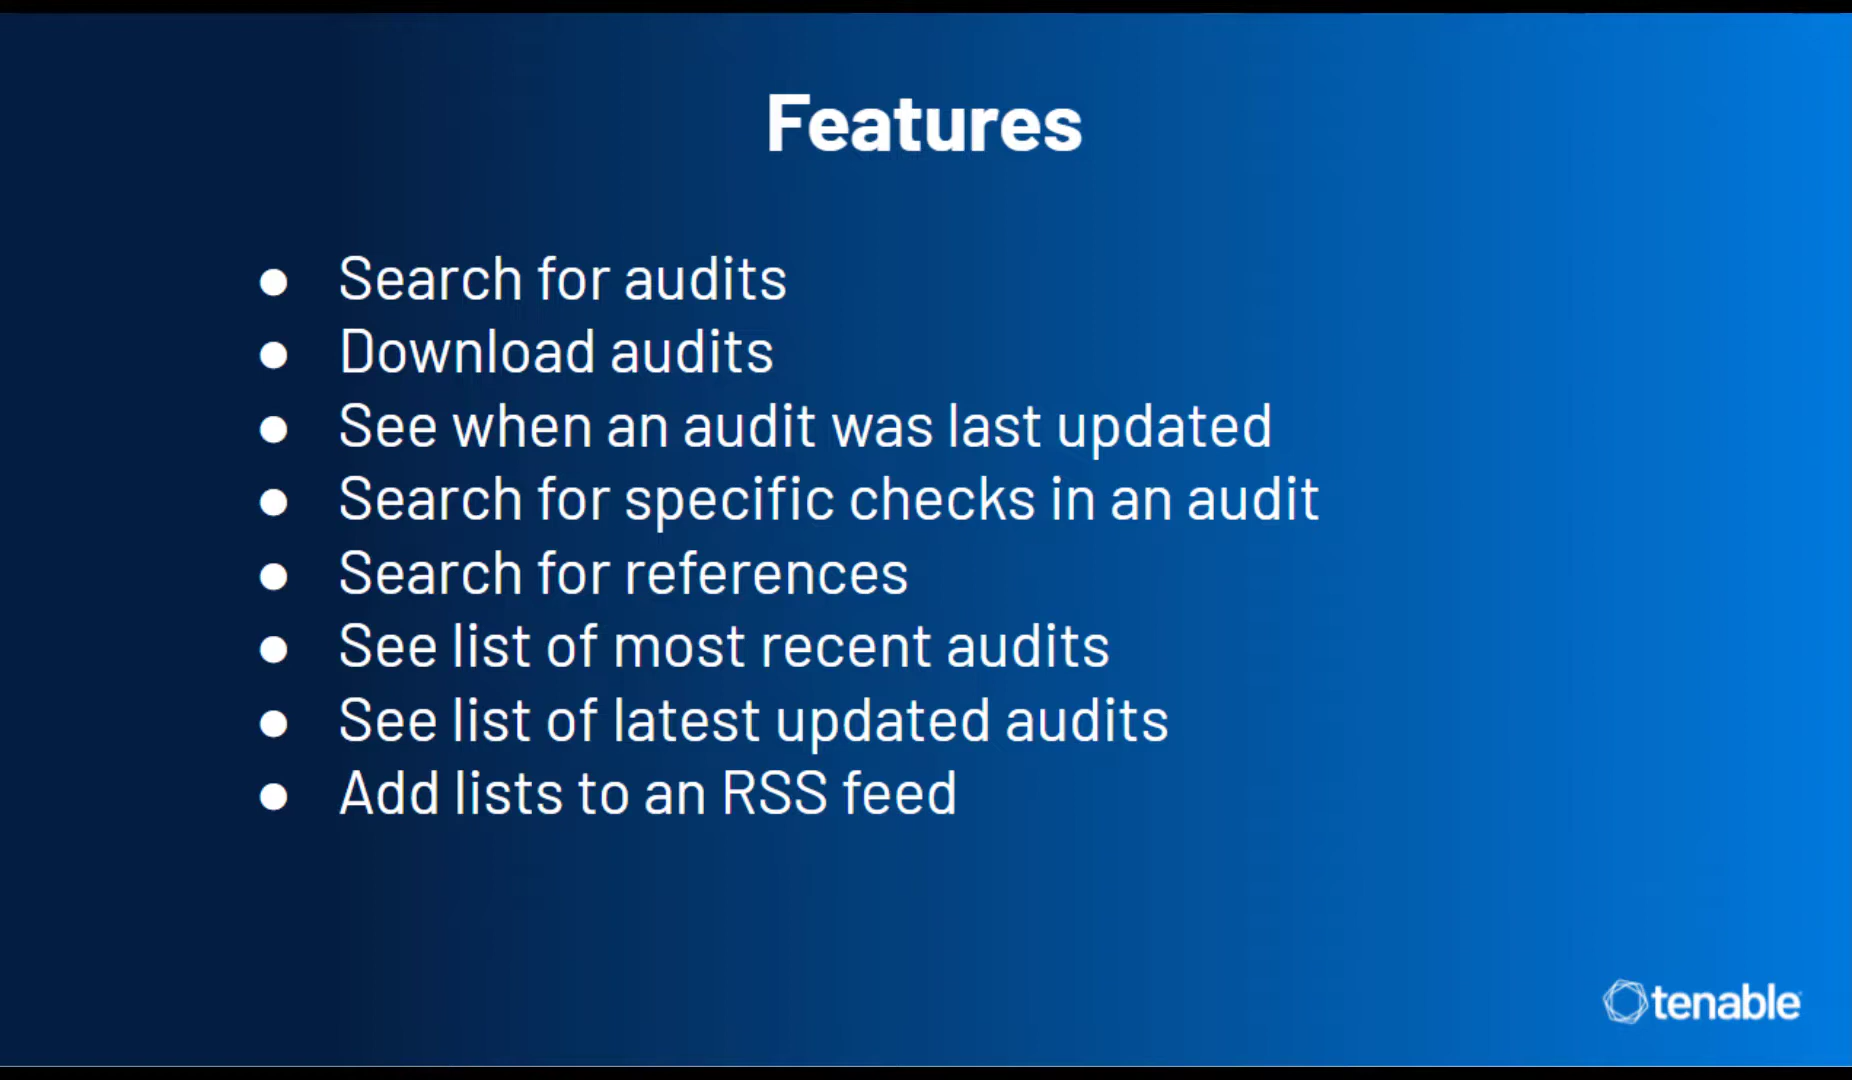 Features
● Search for audits
● Download audits
● See when an audit was last updated
● Search for specific checks in an audit
● Search for references
● See list of most recent audits
● See list of latest updated audits
● Add lists to an RSS feed
tenable